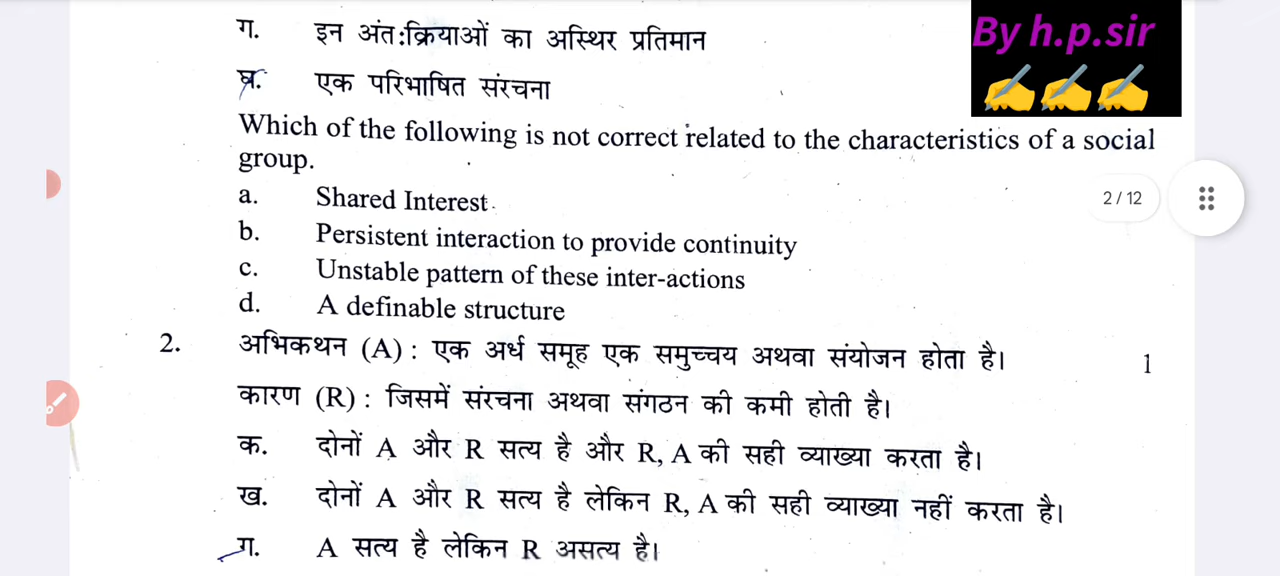 ग. इन अंतःक्रियाओं का अस्थिर प्रतिमान
By h.p.sir
घ. एक परिभाषित संरचना
Which of the following is not correct related to the characteristics of a social
group.
a. Shared Interest
2 / 12
b. Persistent interaction to provide continuity
c. Unstable pattern of these inter-actions
d. A definable structure
2. अभिकथन (A) : एक अर्ध समूह एक समुच्चय अथवा संयोजन होता है। 1
कारण (R) : जिसमें संरचना अथवा संगठन की कमी होती है।
क. दोनों A और R सत्य है और R, A की सही व्याख्या करता है।
ख. दोनों A और R सत्य है लेकिन R, A की सही व्याख्या नहीं करता है।
ग. A सत्य है लेकिन R असत्य है।